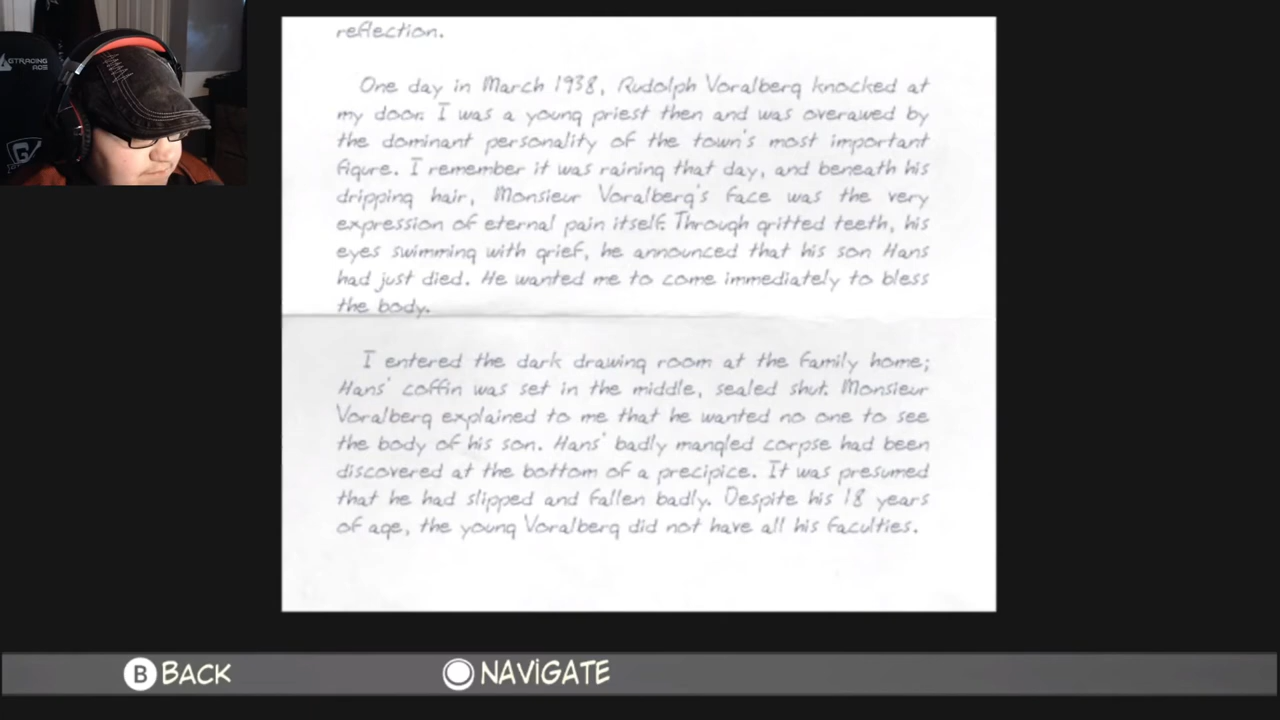 GTRACING
ACE
reflection.
One day in March 1938, Rudolph Voralberg knocked at
my door. I was a young priest then and was overawed by
the dominant personality of the town's most important
figure. I remember it was raining that day, and beneath his
dripping hair, Monsieur Voralberg's face was the very
expression of eternal pain itself. Through gritted teeth, his
eyes swimming with grief, he announced that his son Hans
had just died. He wanted me to come immediately to bless
the body.
I entered the dark drawing room at the family home;
Hans' coffin was set in the middle, sealed shut. Monsieur
Voralberg explained to me that he wanted no one to see
the body of his son. Hans' badly mangled corpse had been
discovered at the bottom of a precipice. It was presumed
that he had slipped and fallen badly. Despite his 18 years
of age, the young Voralberg did not have all his faculties.
B BACK
NAVIGATE